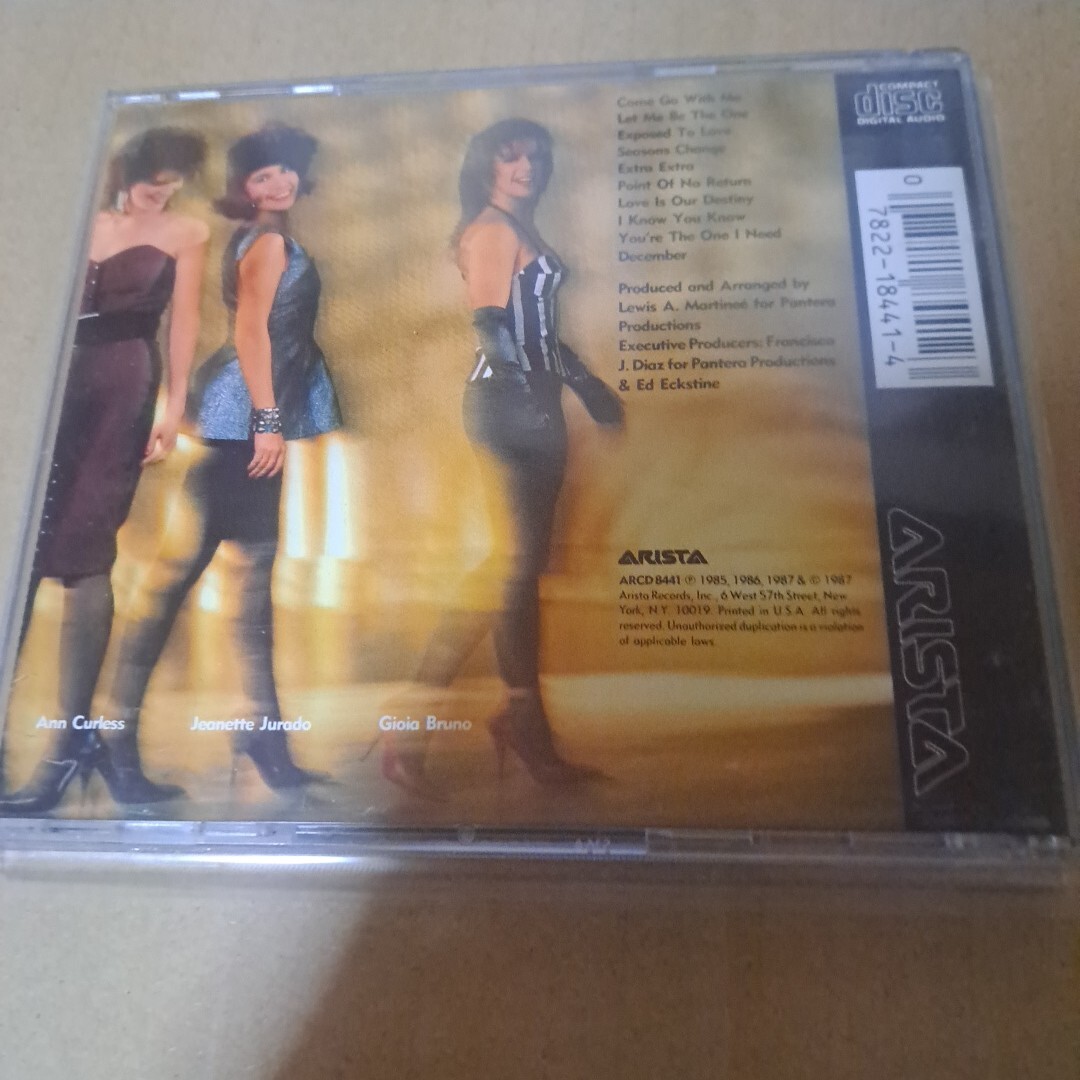 Come Go With Me
Let Me Be The One
Exposed To Love
Seasons Change
Extra Extra
Point Of No Return
Love Is Our Destiny
I Know You Know
You're The One I Need
December
Produced and Arranged by
Lewis A. Martineé for Pantera
Productions
Executive Producers: Francisco
J. Diaz for Pantera Productions
& Ed Eckstine
ARISTA
ARCD 8441 ℗ 1985, 1986, 1987 & © 1987
Arista Records, Inc., 6 West 57th Street, New
York, N.Y. 10019. Printed in U.S.A. All rights
reserved. Unauthorized duplication is a violation
of applicable laws.
Ann Curless
Jeanette Jurado
Gioia Bruno
COMPACT
disc
DIGITAL AUDIO
0
7822-18441-4
ARISTA